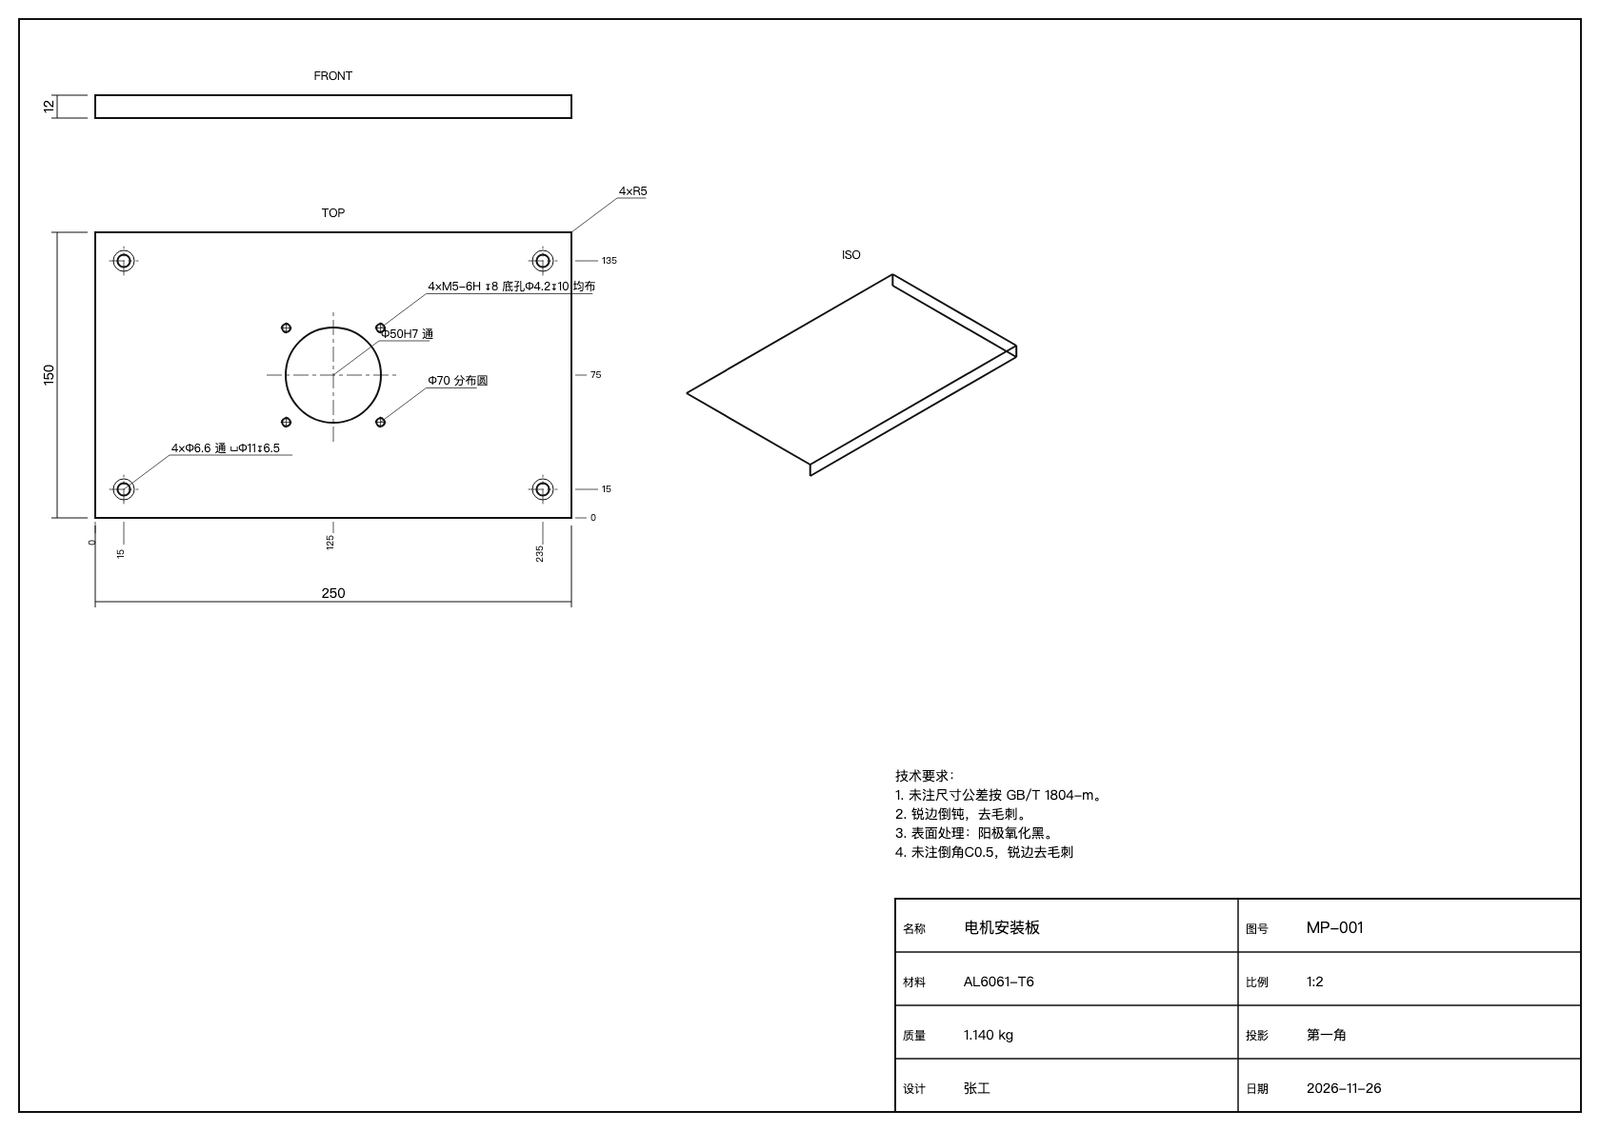 FRONT
12
4×R5
TOP
135
4×M5-6H ↧8 底孔Φ4.2↧10 均布
Φ50H7 通
150
75
Φ70 分布圆
4×Φ6.6 通 ⌴Φ11↧6.5
15
0
0
15
125
235
250
ISO
技术要求：
1. 未注尺寸公差按 GB/T 1804-m。
2. 锐边倒钝，去毛刺。
3. 表面处理：阳极氧化黑。
4. 未注倒角C0.5，锐边去毛刺
名称 电机安装板 图号 MP-001
材料 AL6061-T6 比例 1:2
质量 1.140 kg 投影 第一角
设计 张工 日期 2026-11-26